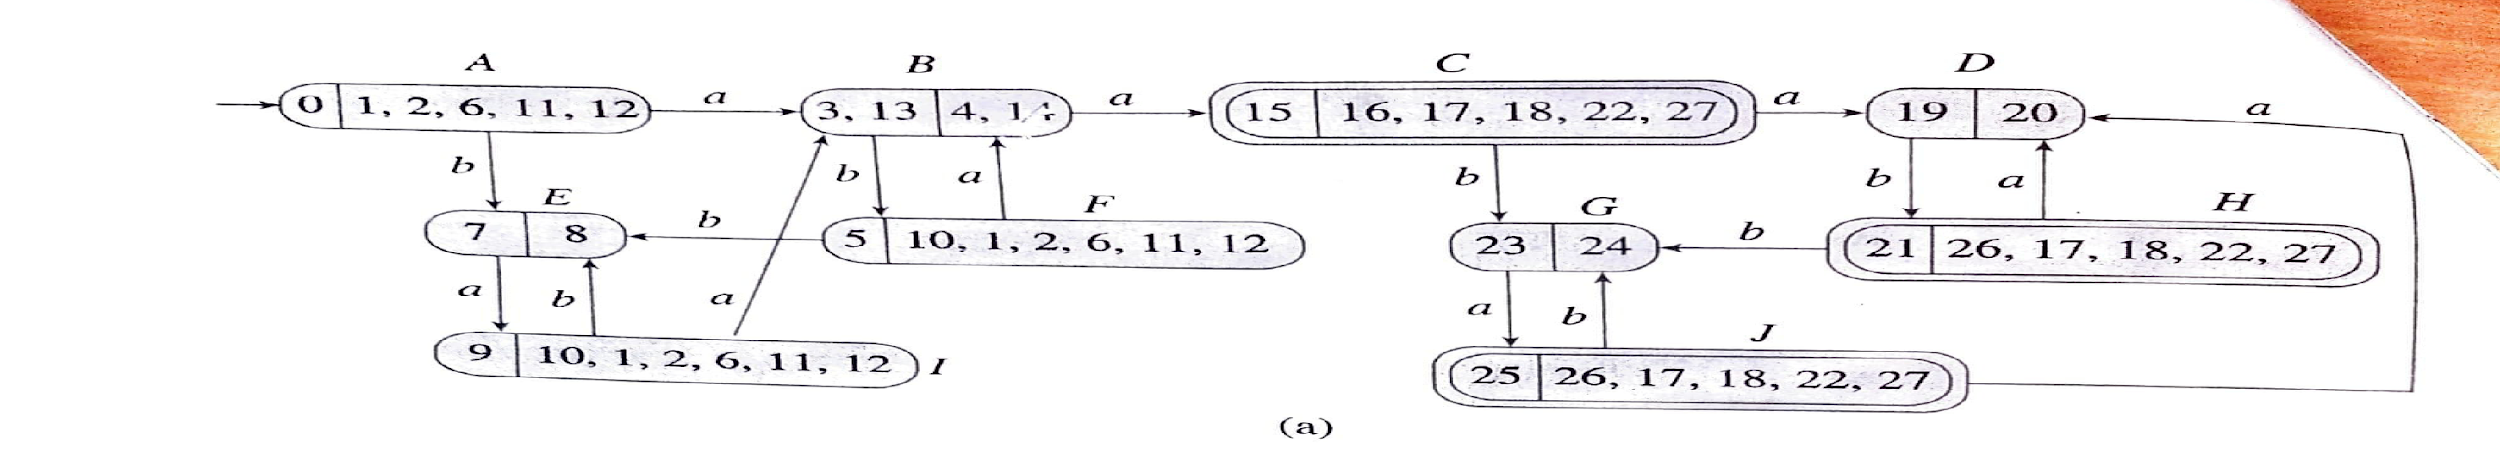 A B C D
0 1, 2, 6, 11, 12 a 3, 13 4, a 15 16, 17, 18, 22, 27 a 19 20 a
b b a b b a
E F G H
7 8 b 5 10, 1, 2, 6, 11, 12 23 24 b 21 26, 17, 18, 22, 27
a b a a b
9 10, 1, 2, 6, 11, 12 I J
25 26, 17, 18, 22, 27
(a)